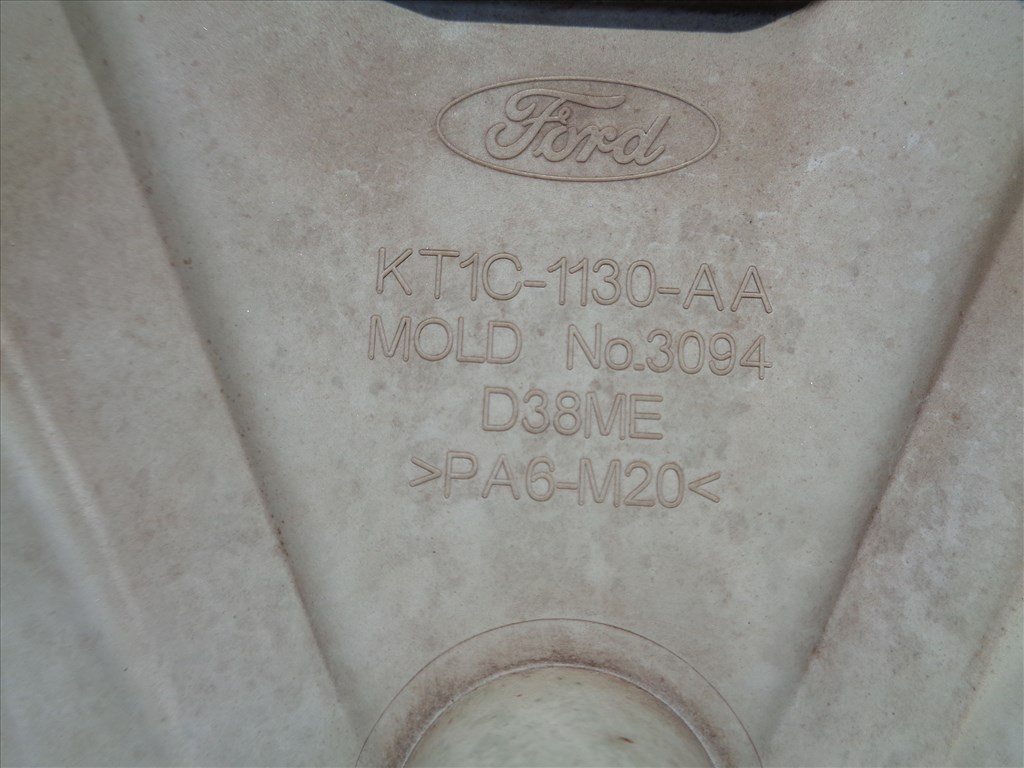 Ford
KT1C-1130-AA
MOLD No.3094
D38ME
>PA6-M20<